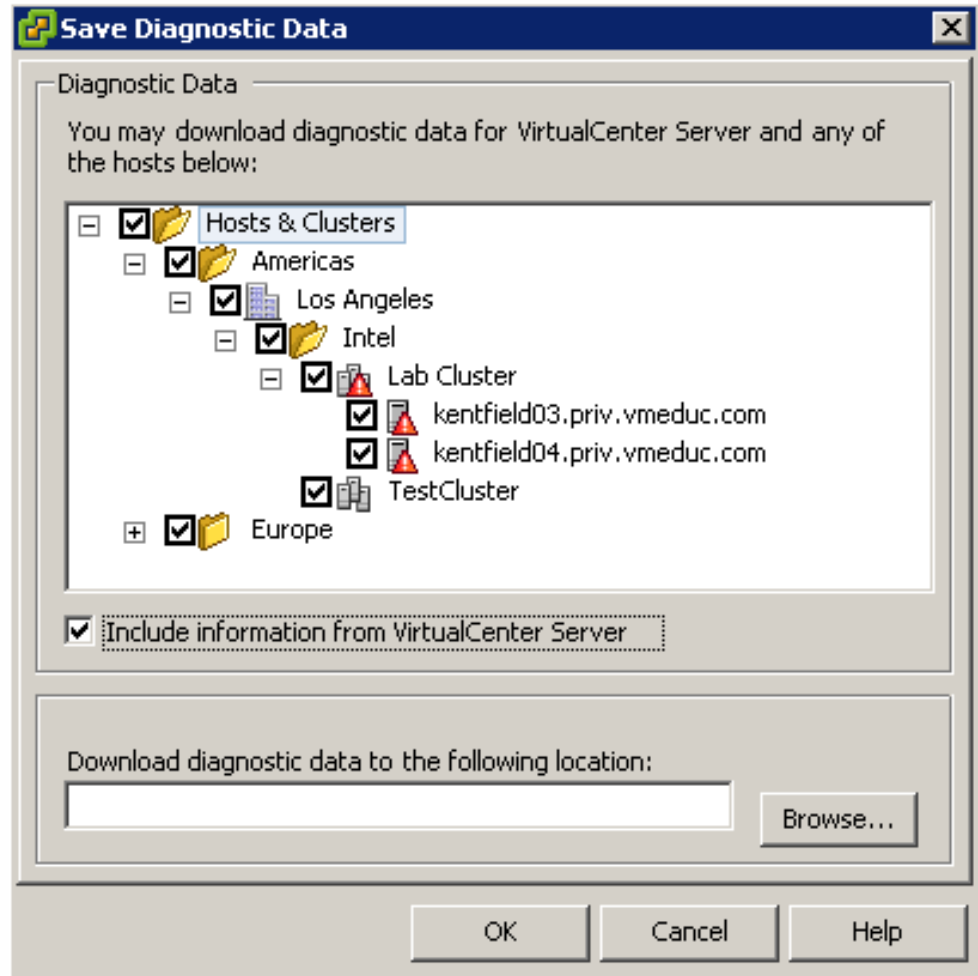 Save Diagnostic Data
Diagnostic Data
You may download diagnostic data for VirtualCenter Server and any of
the hosts below:
Hosts & Clusters
Americas
Los Angeles
Intel
Lab Cluster
kentfield03.priv.vmeduc.com
kentfield04.priv.vmeduc.com
TestCluster
Europe
Include information from VirtualCenter Server
Download diagnostic data to the following location:
Browse...
OK Cancel Help